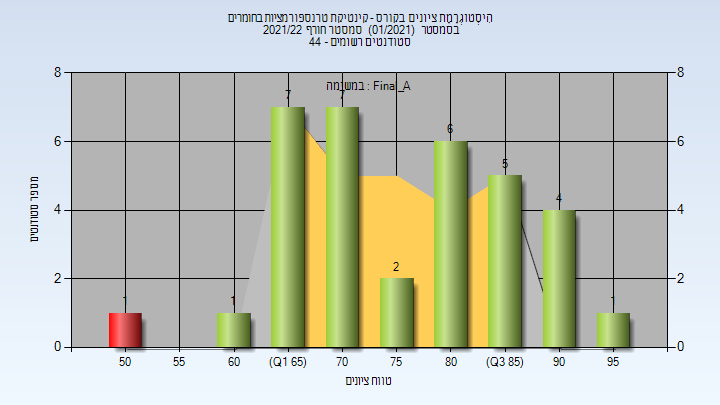 היסטוגרמת ציונים בקורס - קינטיקת טרנספורמציות בחומרים
בסמסטר (01/2021) סמסטר חורף 2021/22
סטודנטים רשומים - 44
במשימה : Final_A
8 8
7 7
6 6 6
5
4 4 4
2 2 2
1 1 1
0 0
50 55 60 (Q1 65) 70 75 80 (Q3 85) 90 95
מספר סטודנטים
טווח ציונים